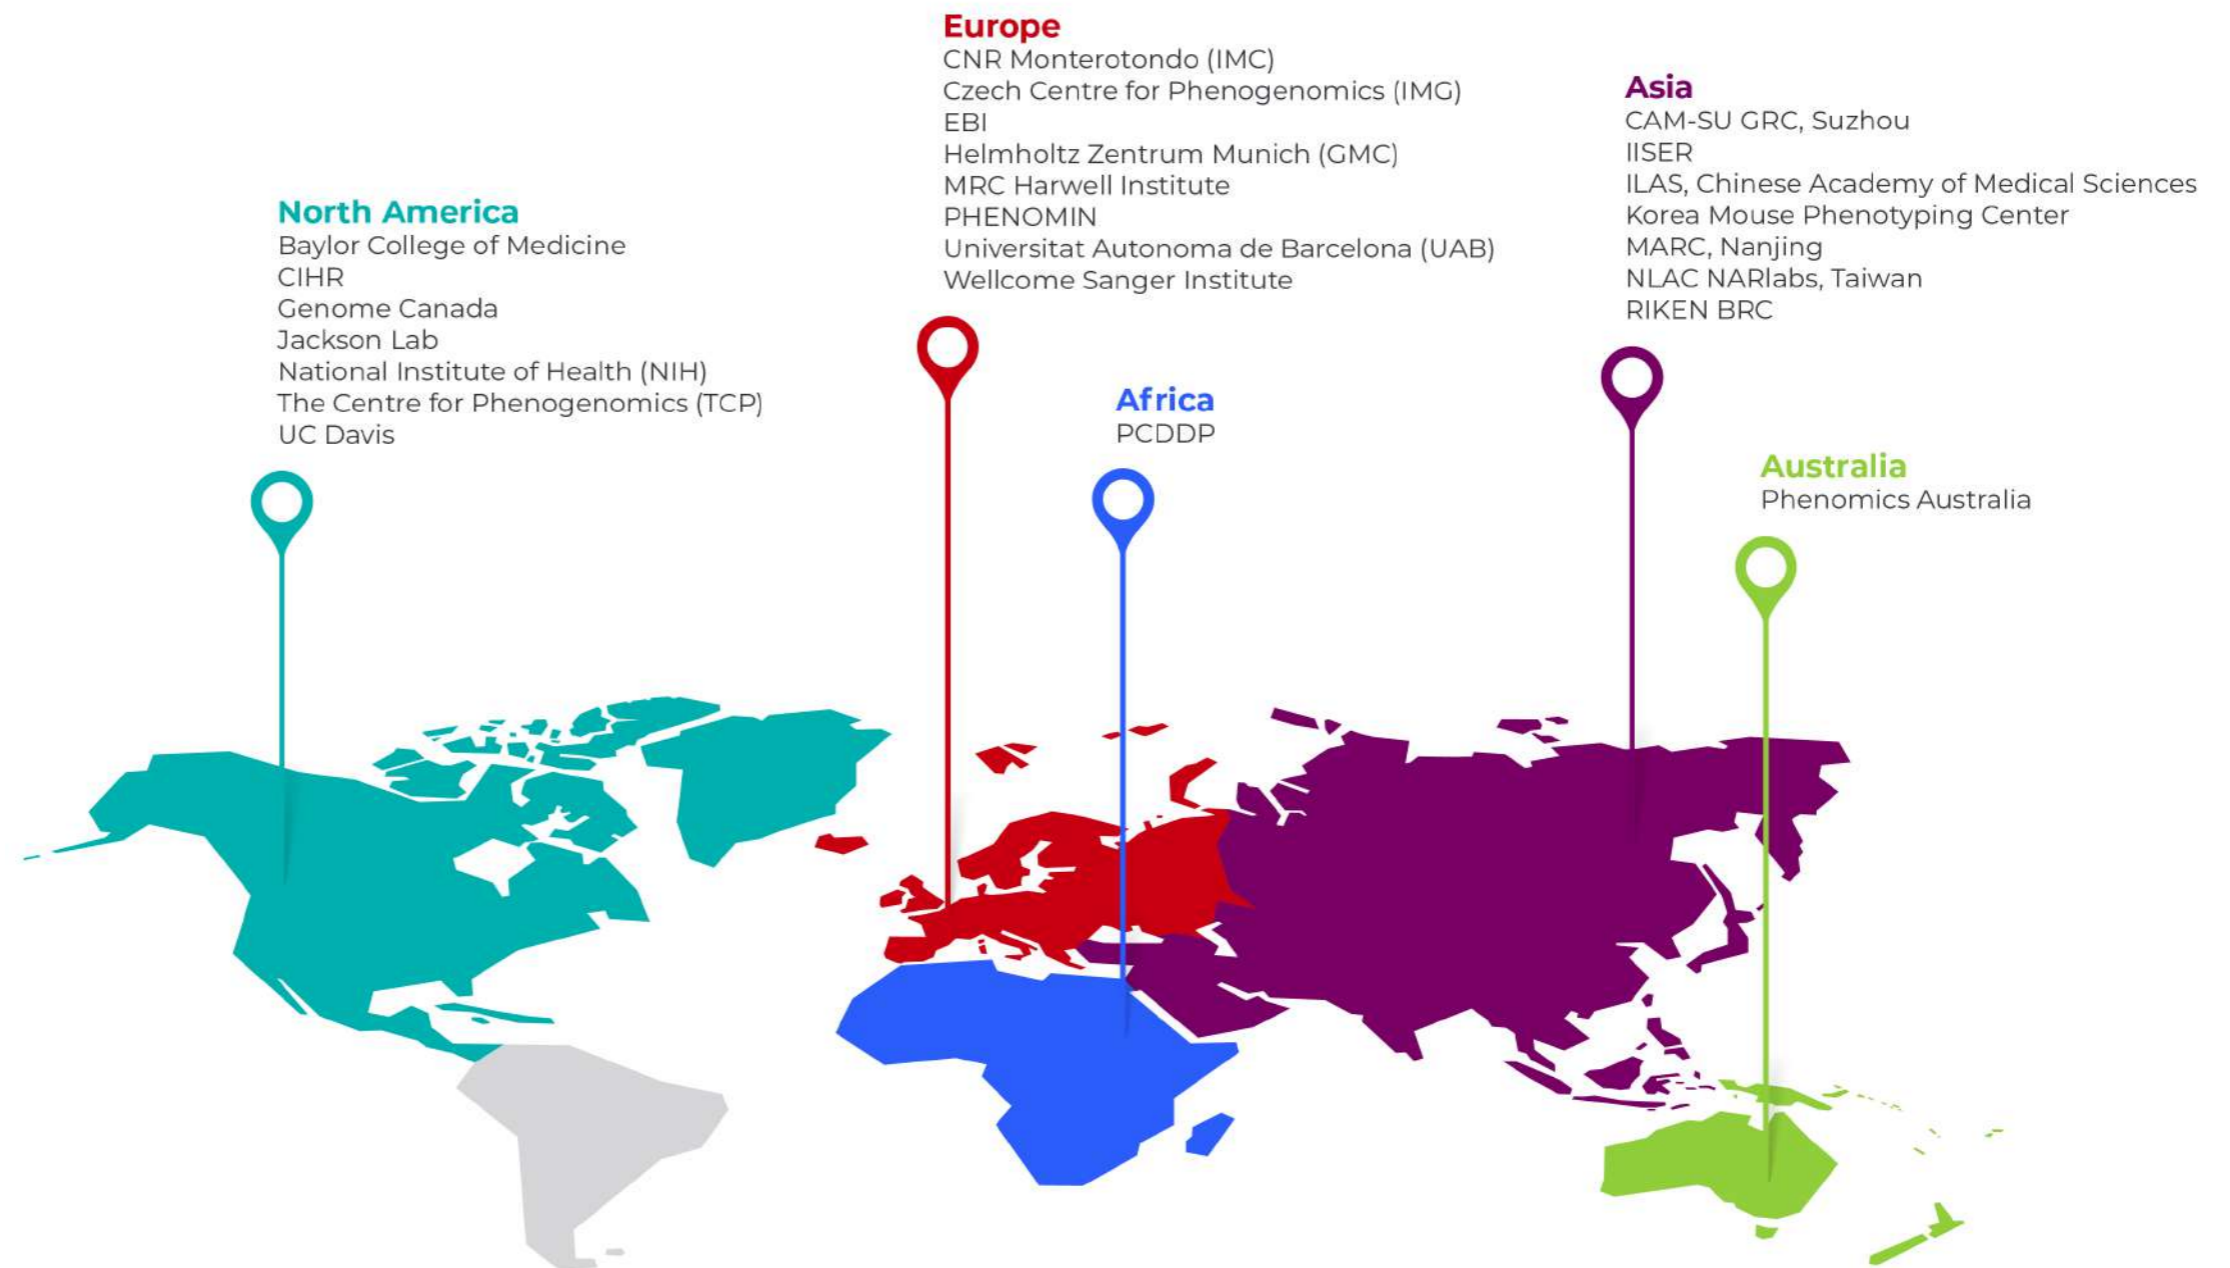 North America
Baylor College of Medicine
CIHR
Genome Canada
Jackson Lab
National Institute of Health (NIH)
The Centre for Phenogenomics (TCP)
UC Davis
Europe
CNR Monterotondo (IMC)
Czech Centre for Phenogenomics (IMG)
EBI
Helmholtz Zentrum Munich (GMC)
MRC Harwell Institute
PHENOMIN
Universitat Autonoma de Barcelona (UAB)
Wellcome Sanger Institute
Africa
PCDDP
Asia
CAM-SU GRC, Suzhou
IISER
ILAS, Chinese Academy of Medical Sciences
Korea Mouse Phenotyping Center
MARC, Nanjing
NLAC NARlabs, Taiwan
RIKEN BRC
Australia
Phenomics Australia